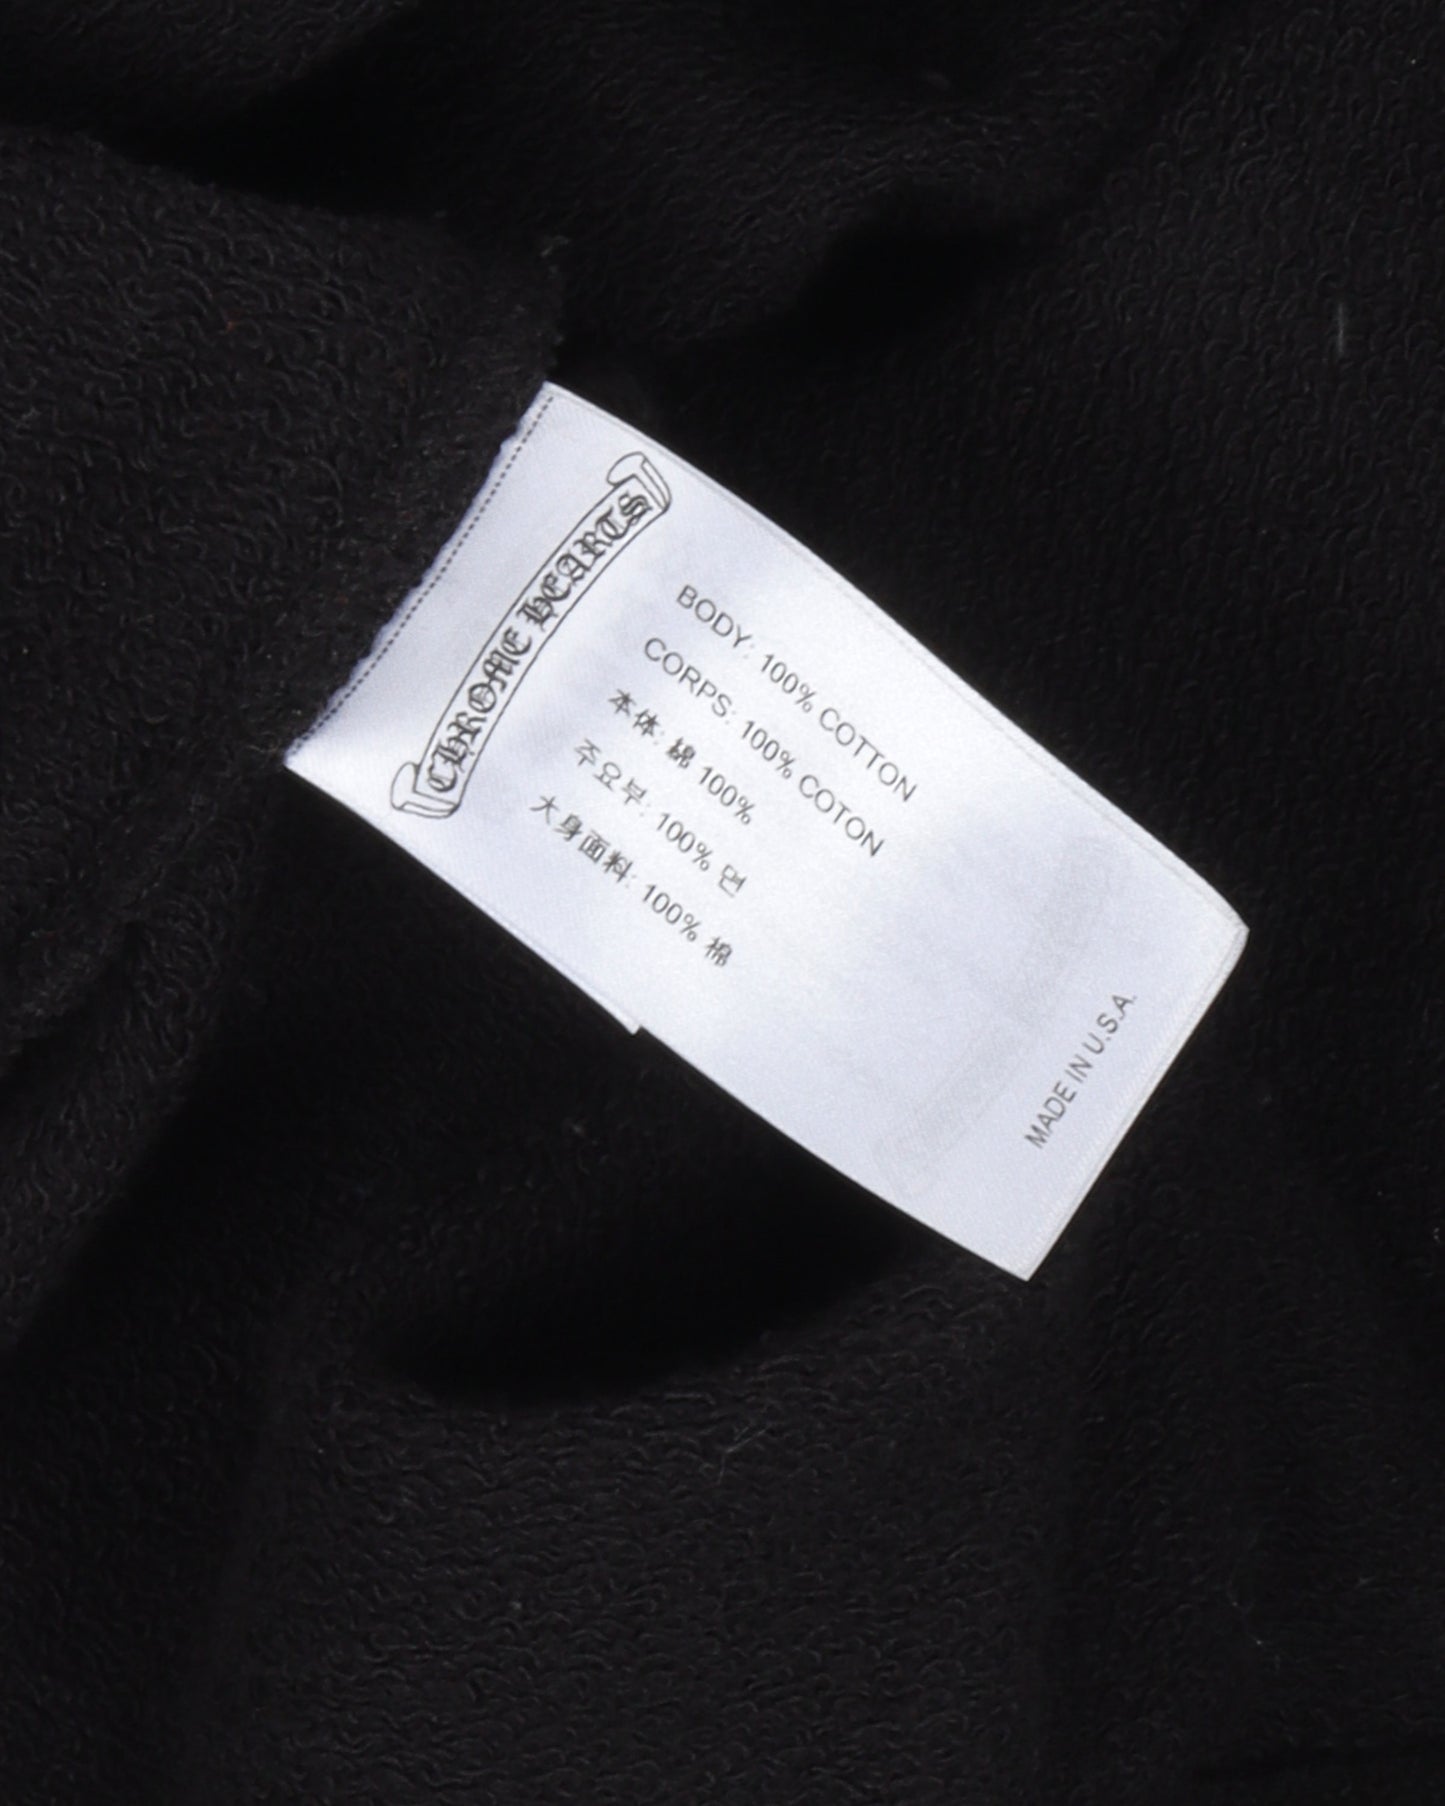 CHROME HEARTS
BODY: 100% COTTON
CORPS: 100% COTON
本体: 綿 100%
주요부: 100% 면
大身面料: 100% 棉
MADE IN U.S.A.